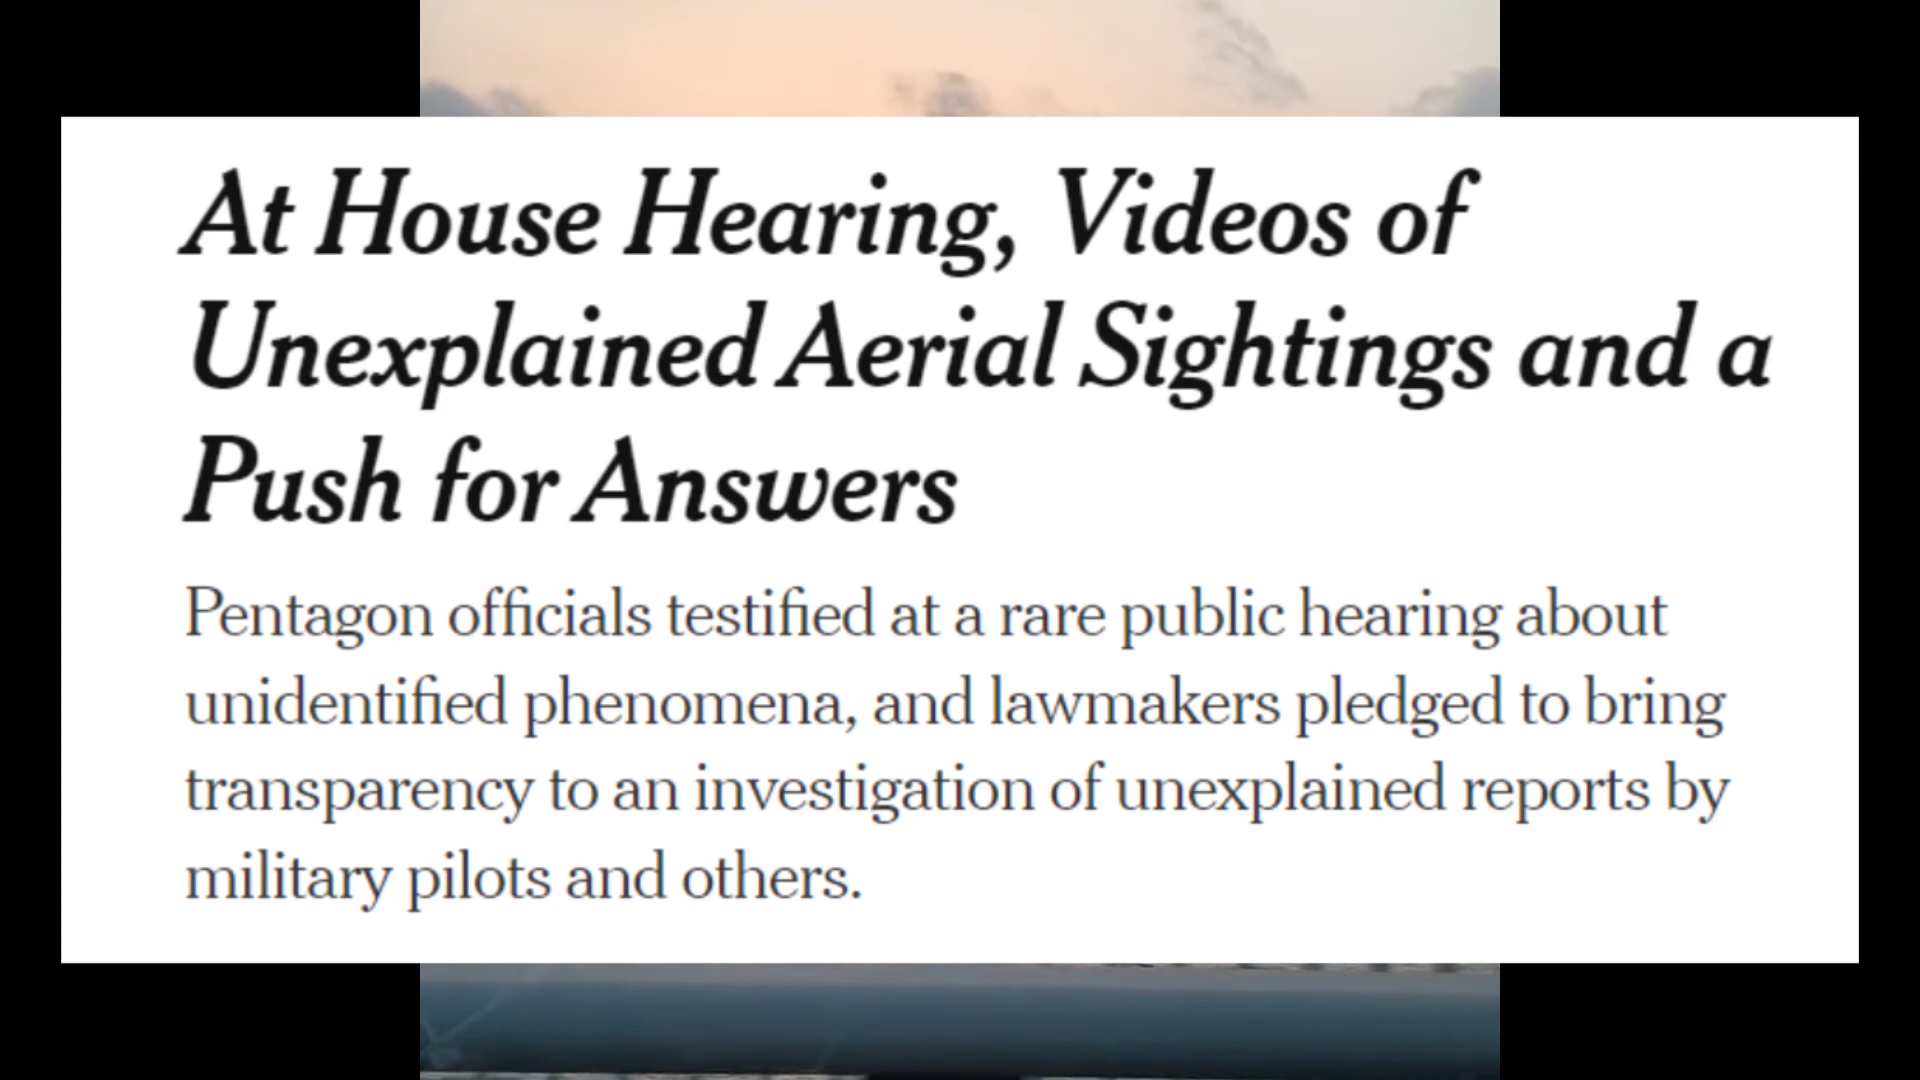 At House Hearing, Videos of
Unexplained Aerial Sightings and a
Push for Answers
Pentagon officials testified at a rare public hearing about
unidentified phenomena, and lawmakers pledged to bring
transparency to an investigation of unexplained reports by
military pilots and others.